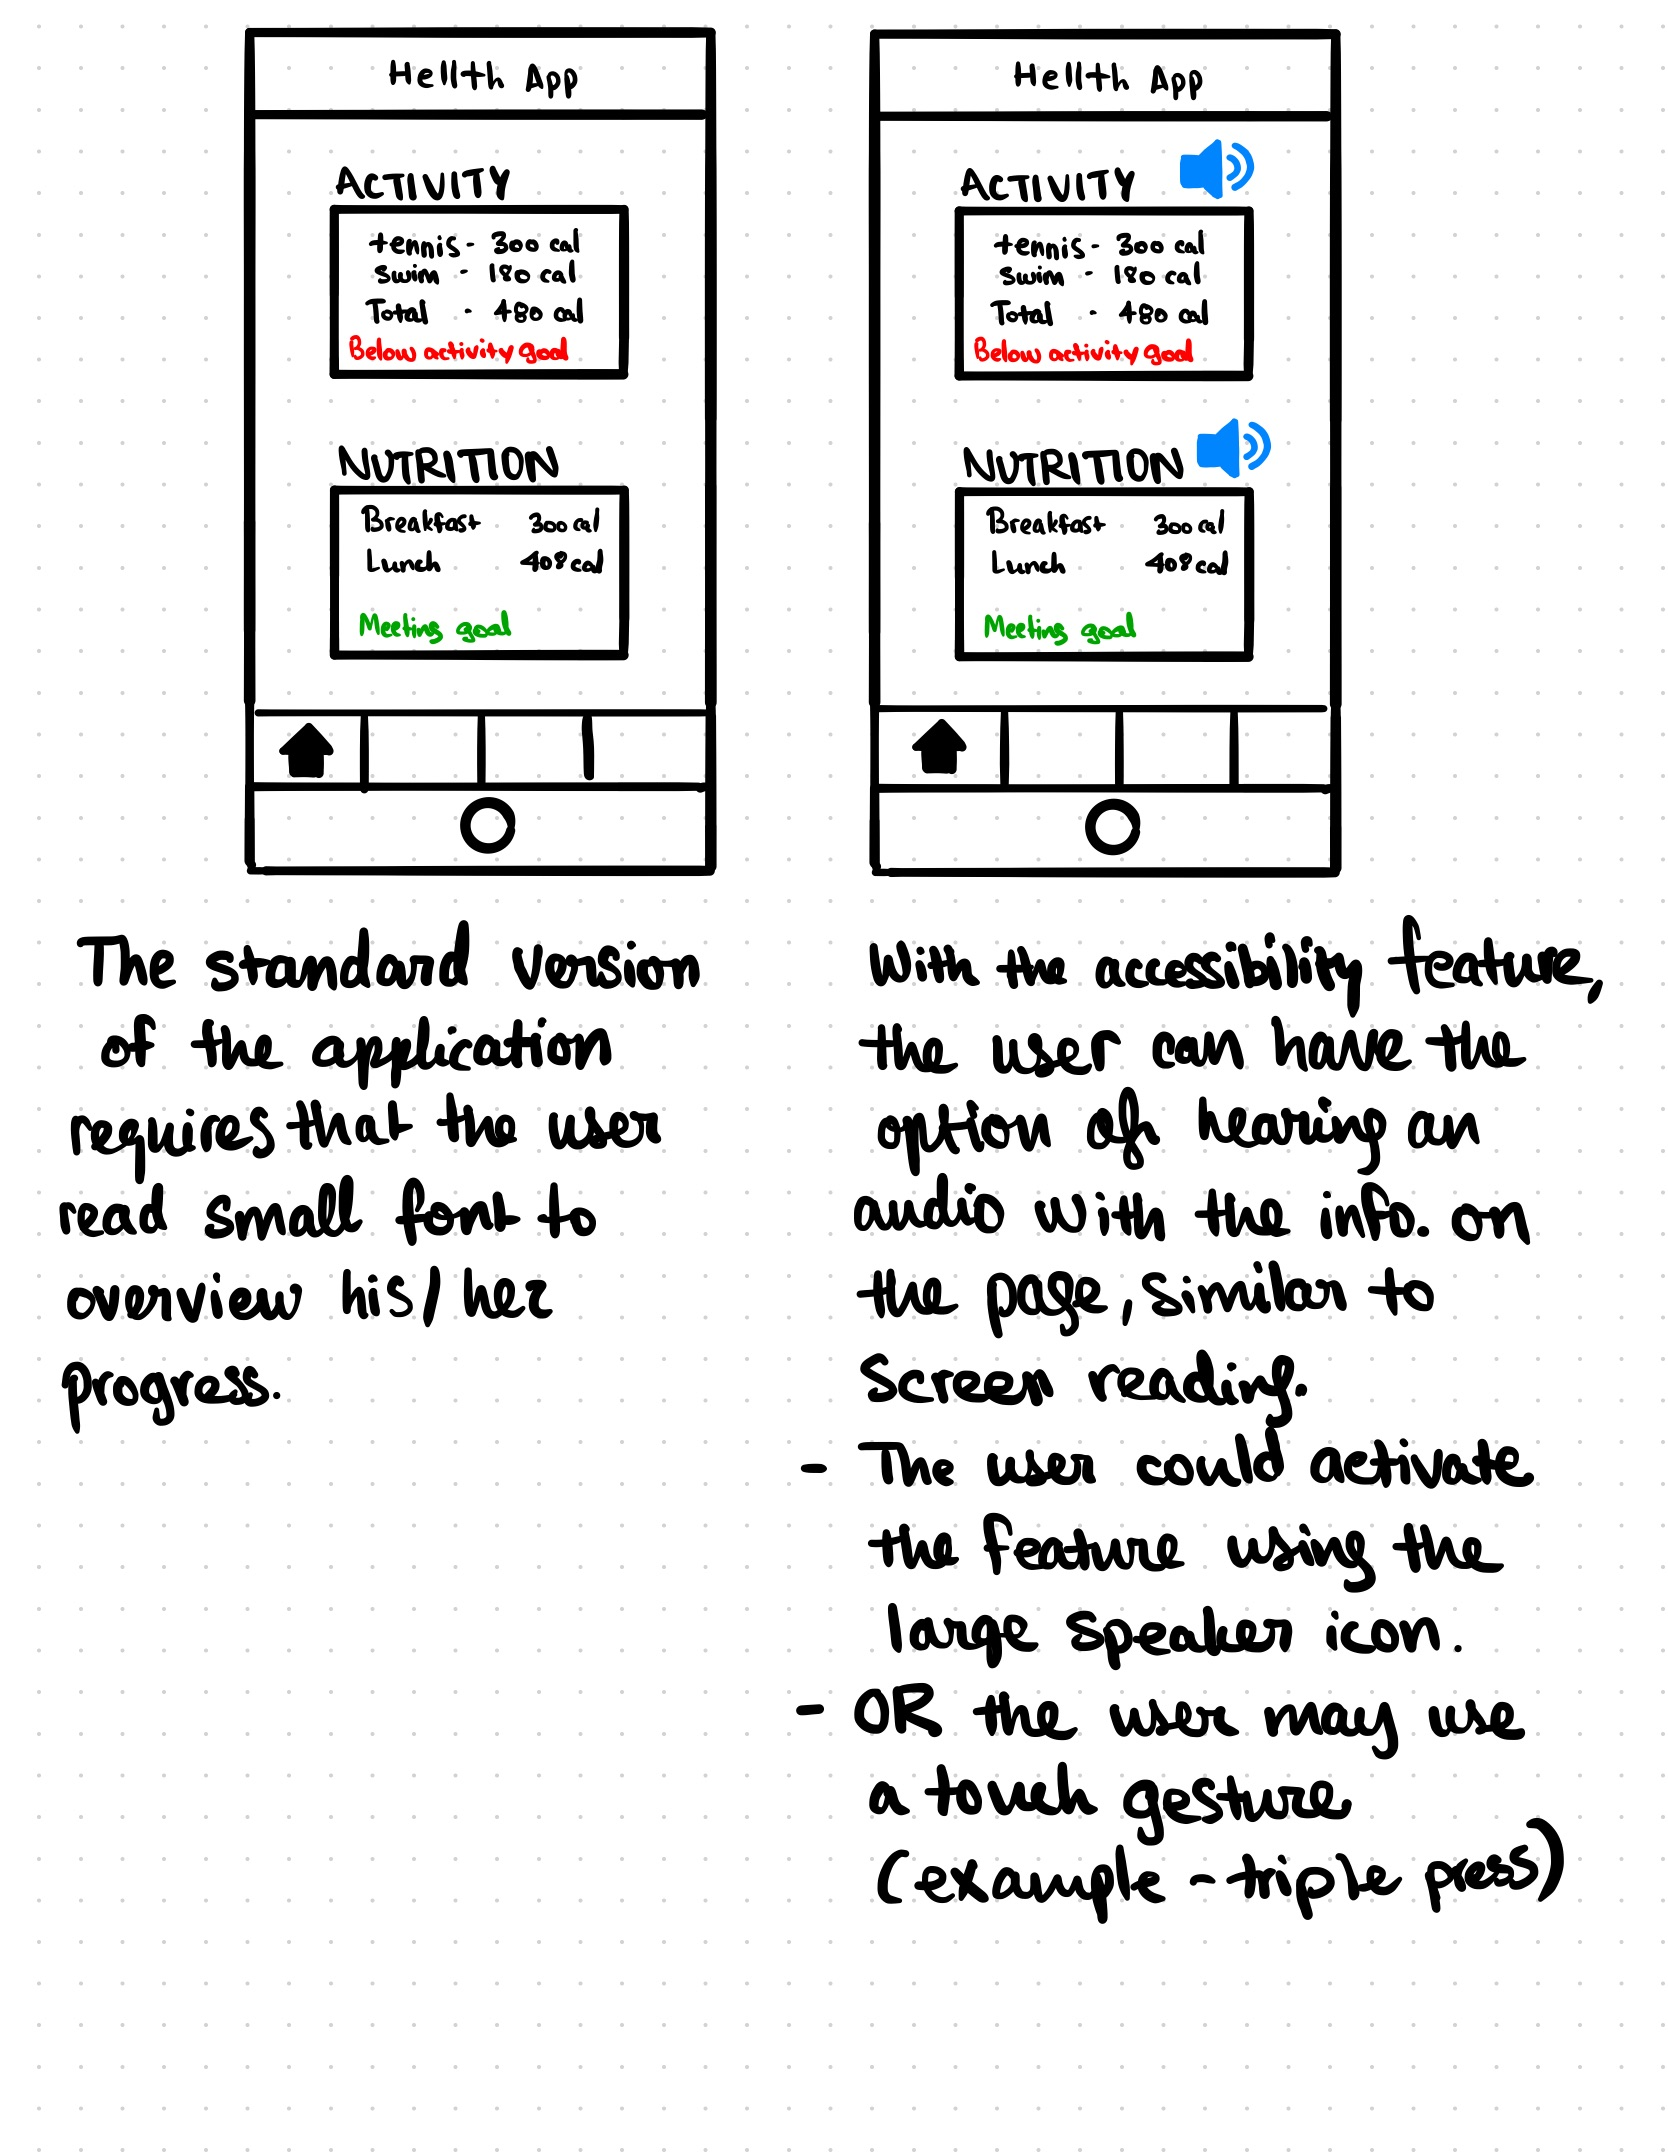 Hellth App
ACTIVITY
tennis - 300 cal
swim - 180 cal
Total - 480 cal
Below activity goal
NUTRITION
Breakfast 300 cal
Lunch 408 cal
Meeting goal
Hellth App
ACTIVITY
tennis - 300 cal
swim - 180 cal
Total - 480 cal
Below activity goal
NUTRITION
Breakfast 300 cal
Lunch 408 cal
Meeting goal
The standard version
of the application
requires that the user
read small font to
overview his/her
progress.
With the accessibility feature,
the user can have the
option of hearing an
audio with the info. on
the page, similar to
screen reading.
- The user could activate
the feature using the
large speaker icon.
- OR the user may use
a touch gesture
(example - triple press)